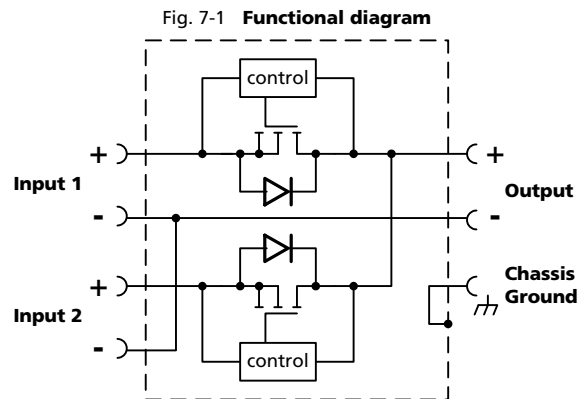 Fig. 7-1 Functional diagram
control
+
+
Input 1
Output
-
-
+
Chassis
Ground
Input 2
-
control